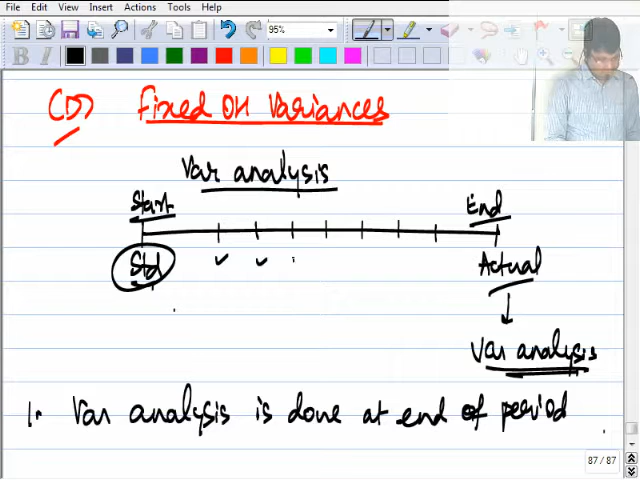 File Edit View Insert Actions Tools Help
95%
(D) Fixed OH Variances
Var analysis
Start End
Std Actual
Var analysis
1. Var analysis is done at end of period
87 / 87